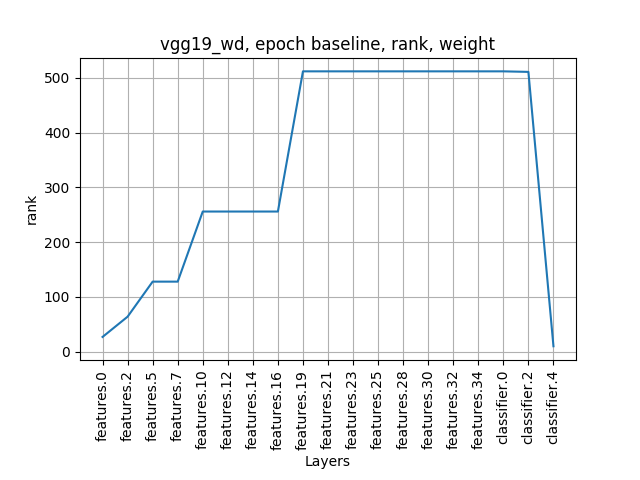 vgg19_wd, epoch baseline, rank, weight
500
400
300
200
100
0
rank
features.0
features.2
features.5
features.7
features.10
features.12
features.14
features.16
features.19
features.21
features.23
features.25
features.28
features.30
features.32
features.34
classifier.0
classifier.2
classifier.4
Layers